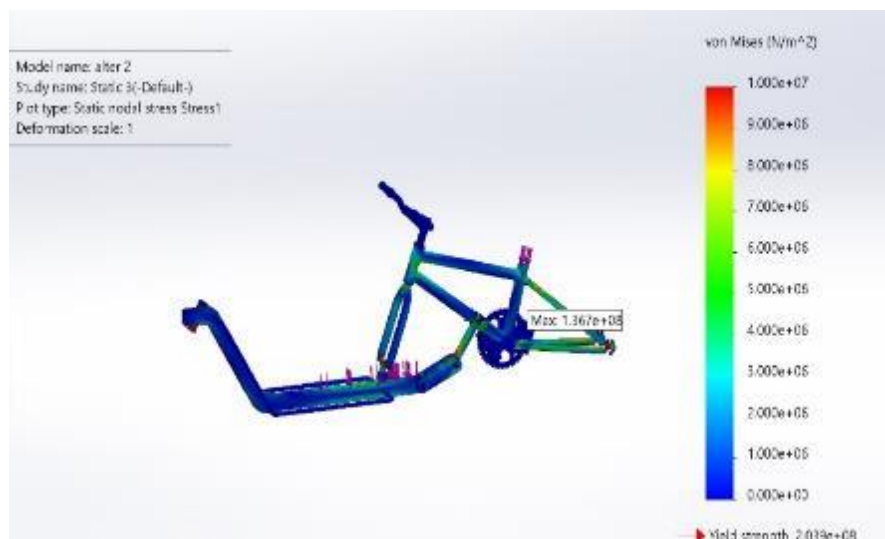 von Mises (N/m^2)
Model name: alter 2
Study name: Static 3(-Default-)
Plot type: Static nodal stress Stress1
Deformation scale: 1
1.000e+07
9.000e+06
8.000e+06
7.000e+06
6.000e+06
5.000e+06
4.000e+06
3.000e+06
2.000e+06
1.000e+06
0.000e+00
Max: 1.367e+08
Yield strength: 2.039e+08